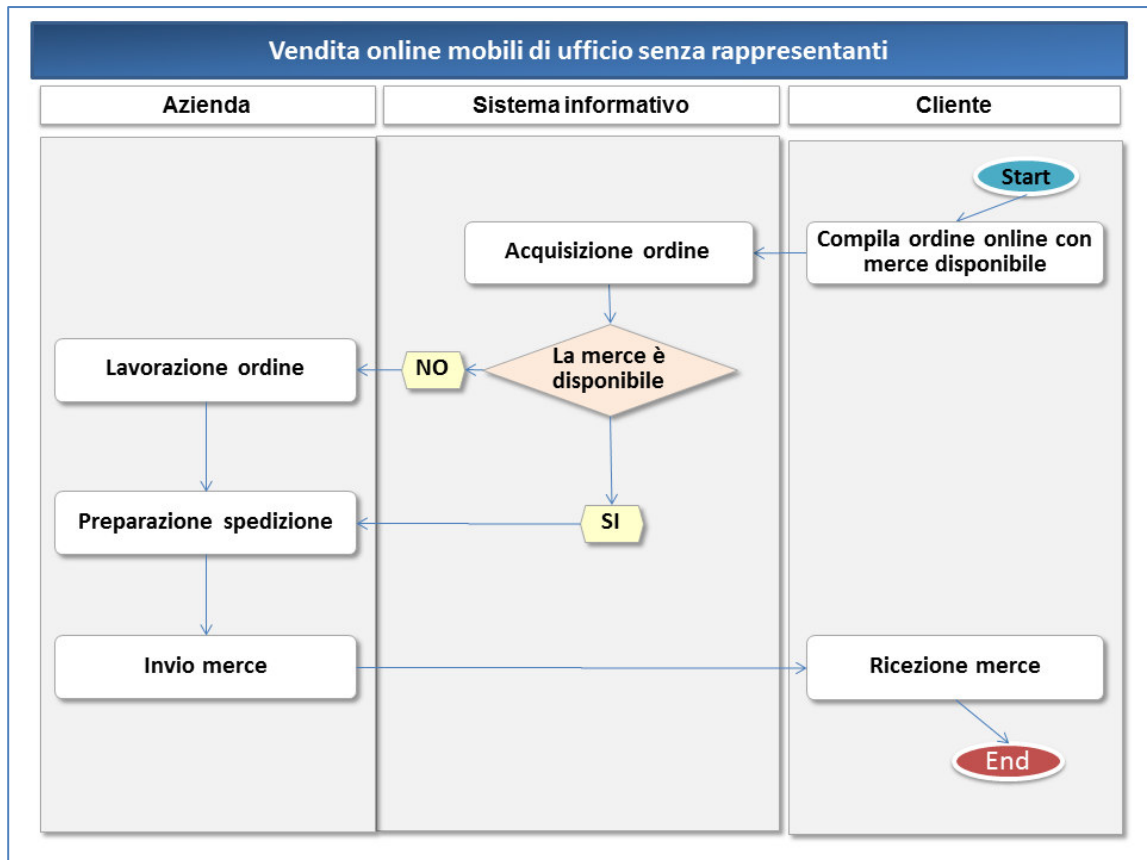 Vendita online mobili di ufficio senza rappresentanti
Azienda
Sistema informativo
Cliente
Start
Acquisizione ordine
Compila ordine online con
merce disponibile
Lavorazione ordine
NO
La merce è
disponibile
Preparazione spedizione
SI
Invio merce
Ricezione merce
End